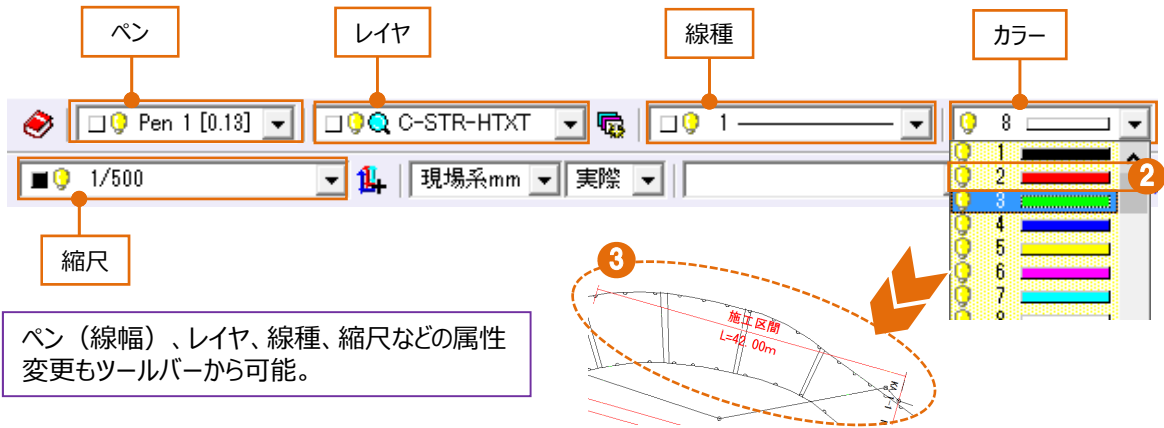 ペン
レイヤ
線種
カラー
Pen 1 [0.13]
C-STR-HTXT
1
8
1/500
現場系mm
実際
1
2
3
4
5
6
7
2
縮尺
3
施工区間
L=42.00m
ペン(線幅)、レイヤ、線種、縮尺などの属性
変更もツールバーから可能。